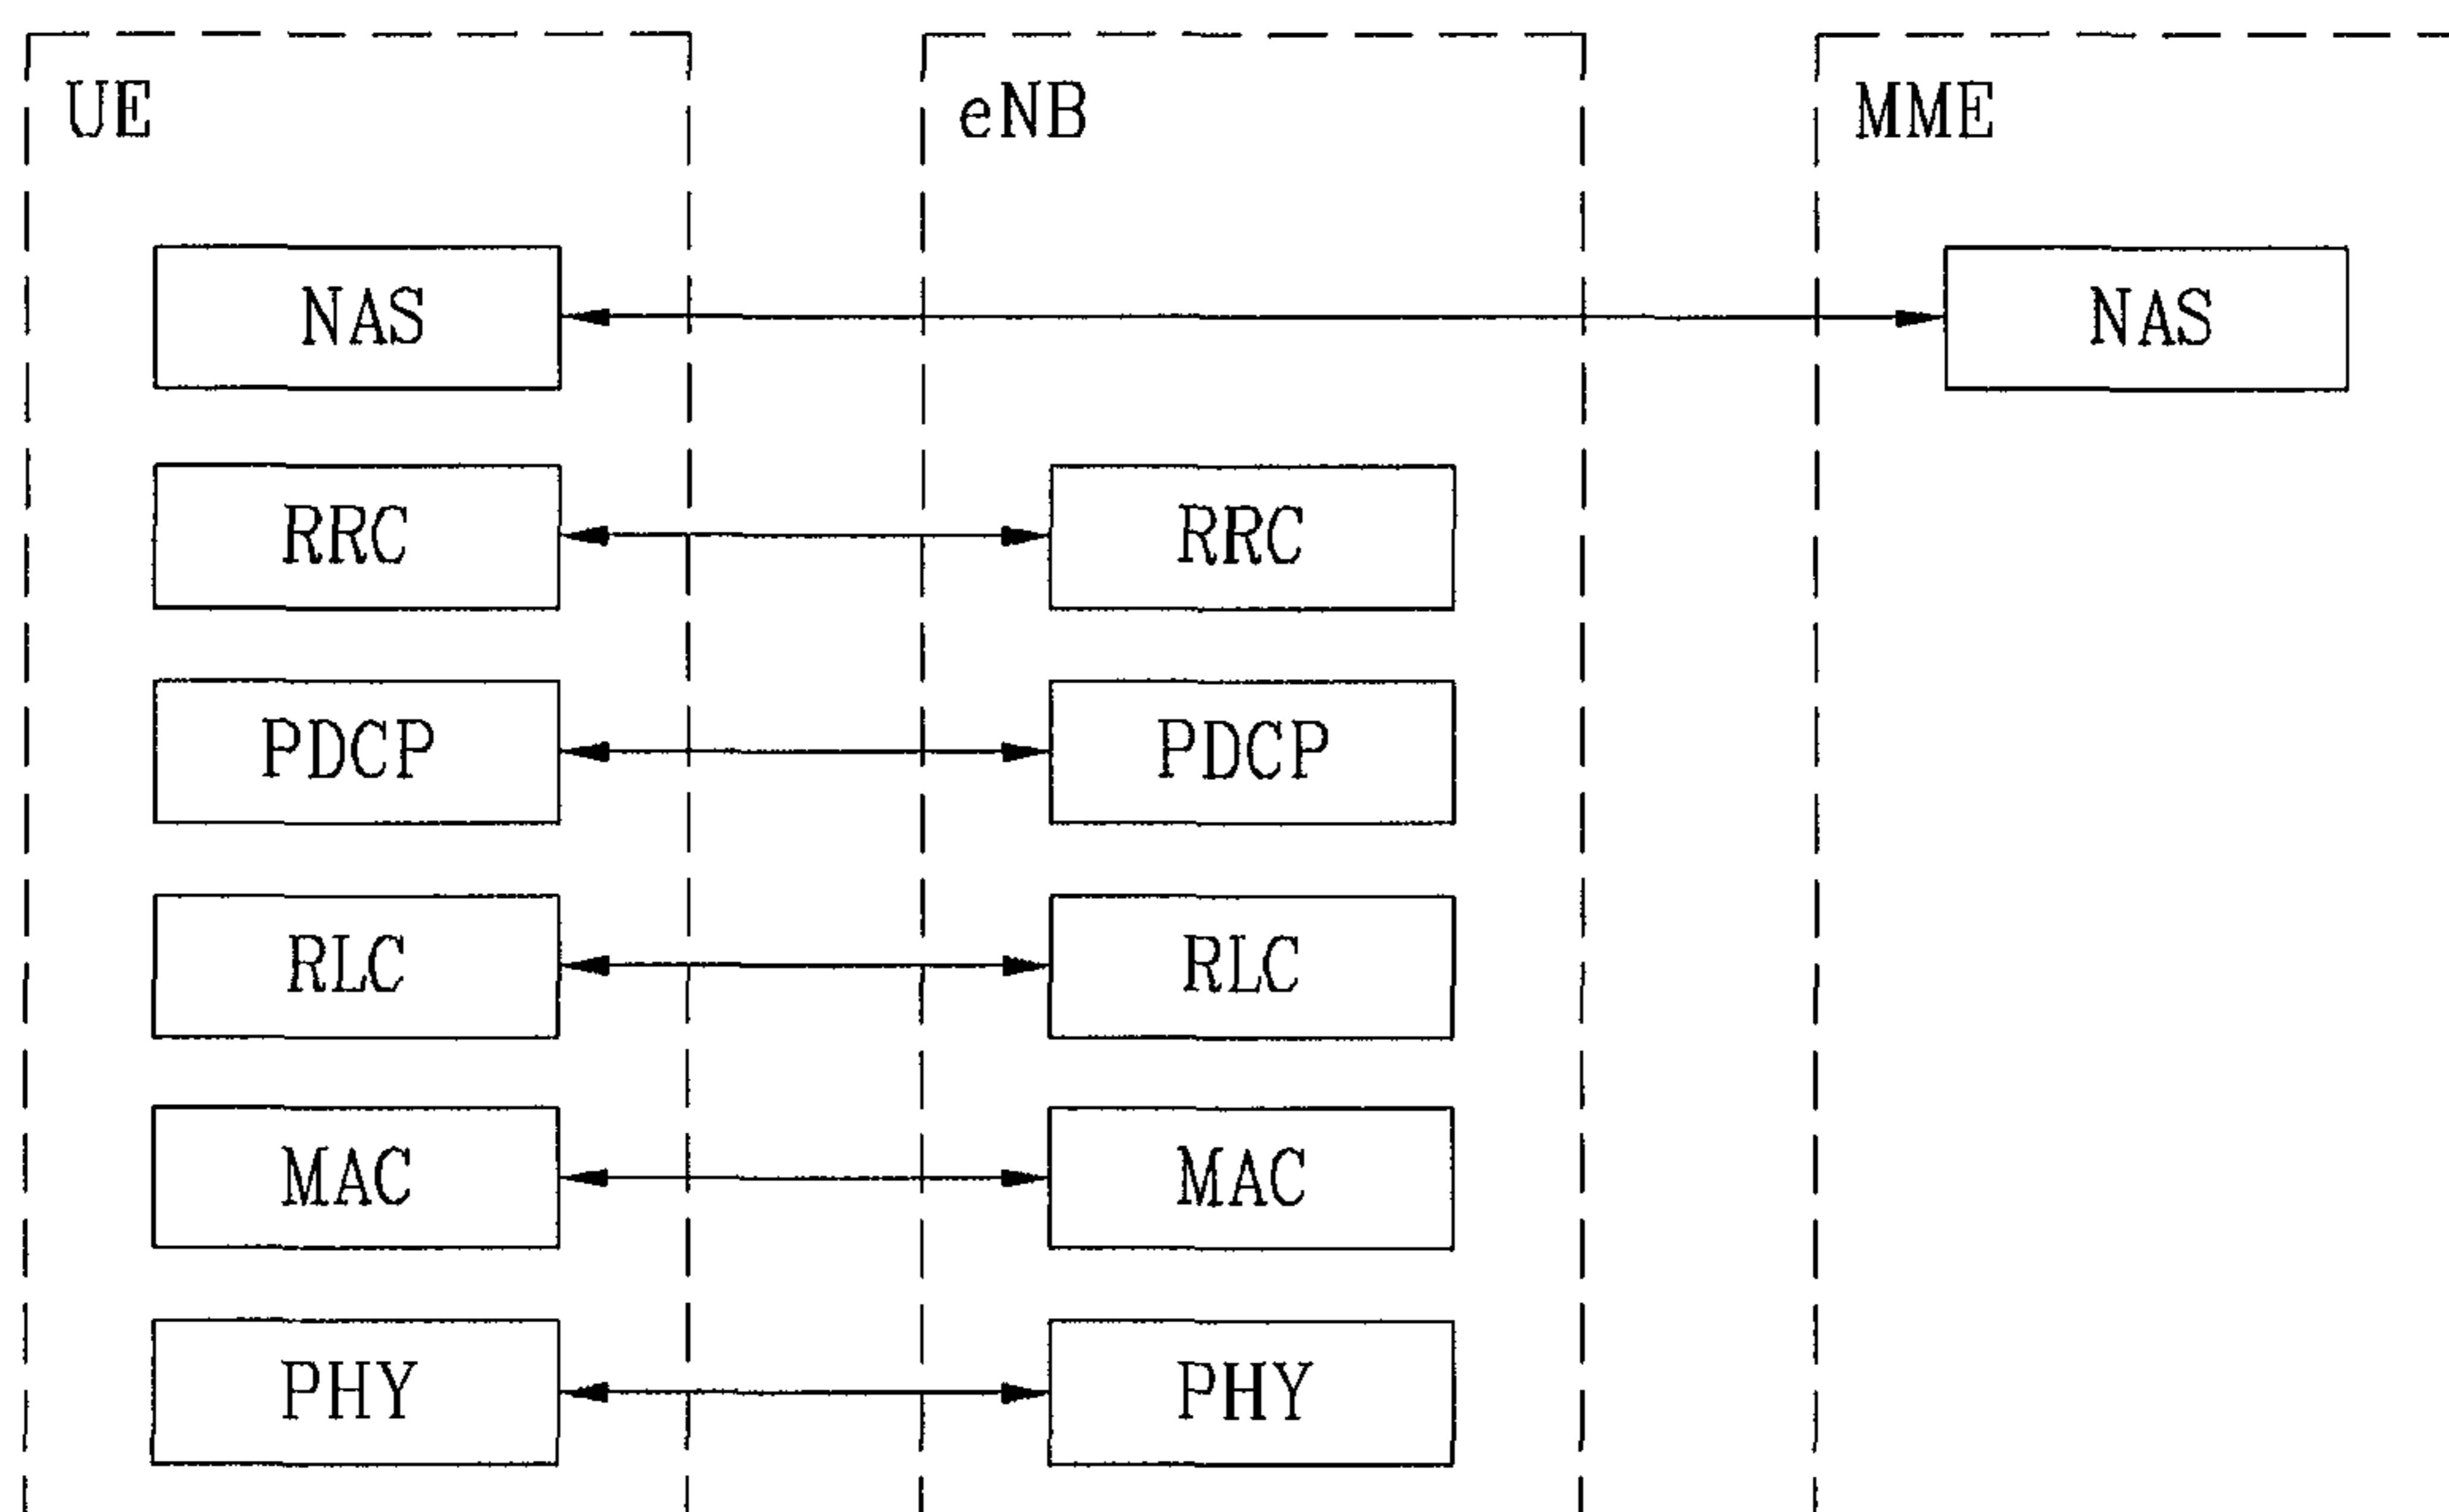 UE eNB MME
NAS NAS
RRC RRC
PDCP PDCP
RLC RLC
MAC MAC
PHY PHY